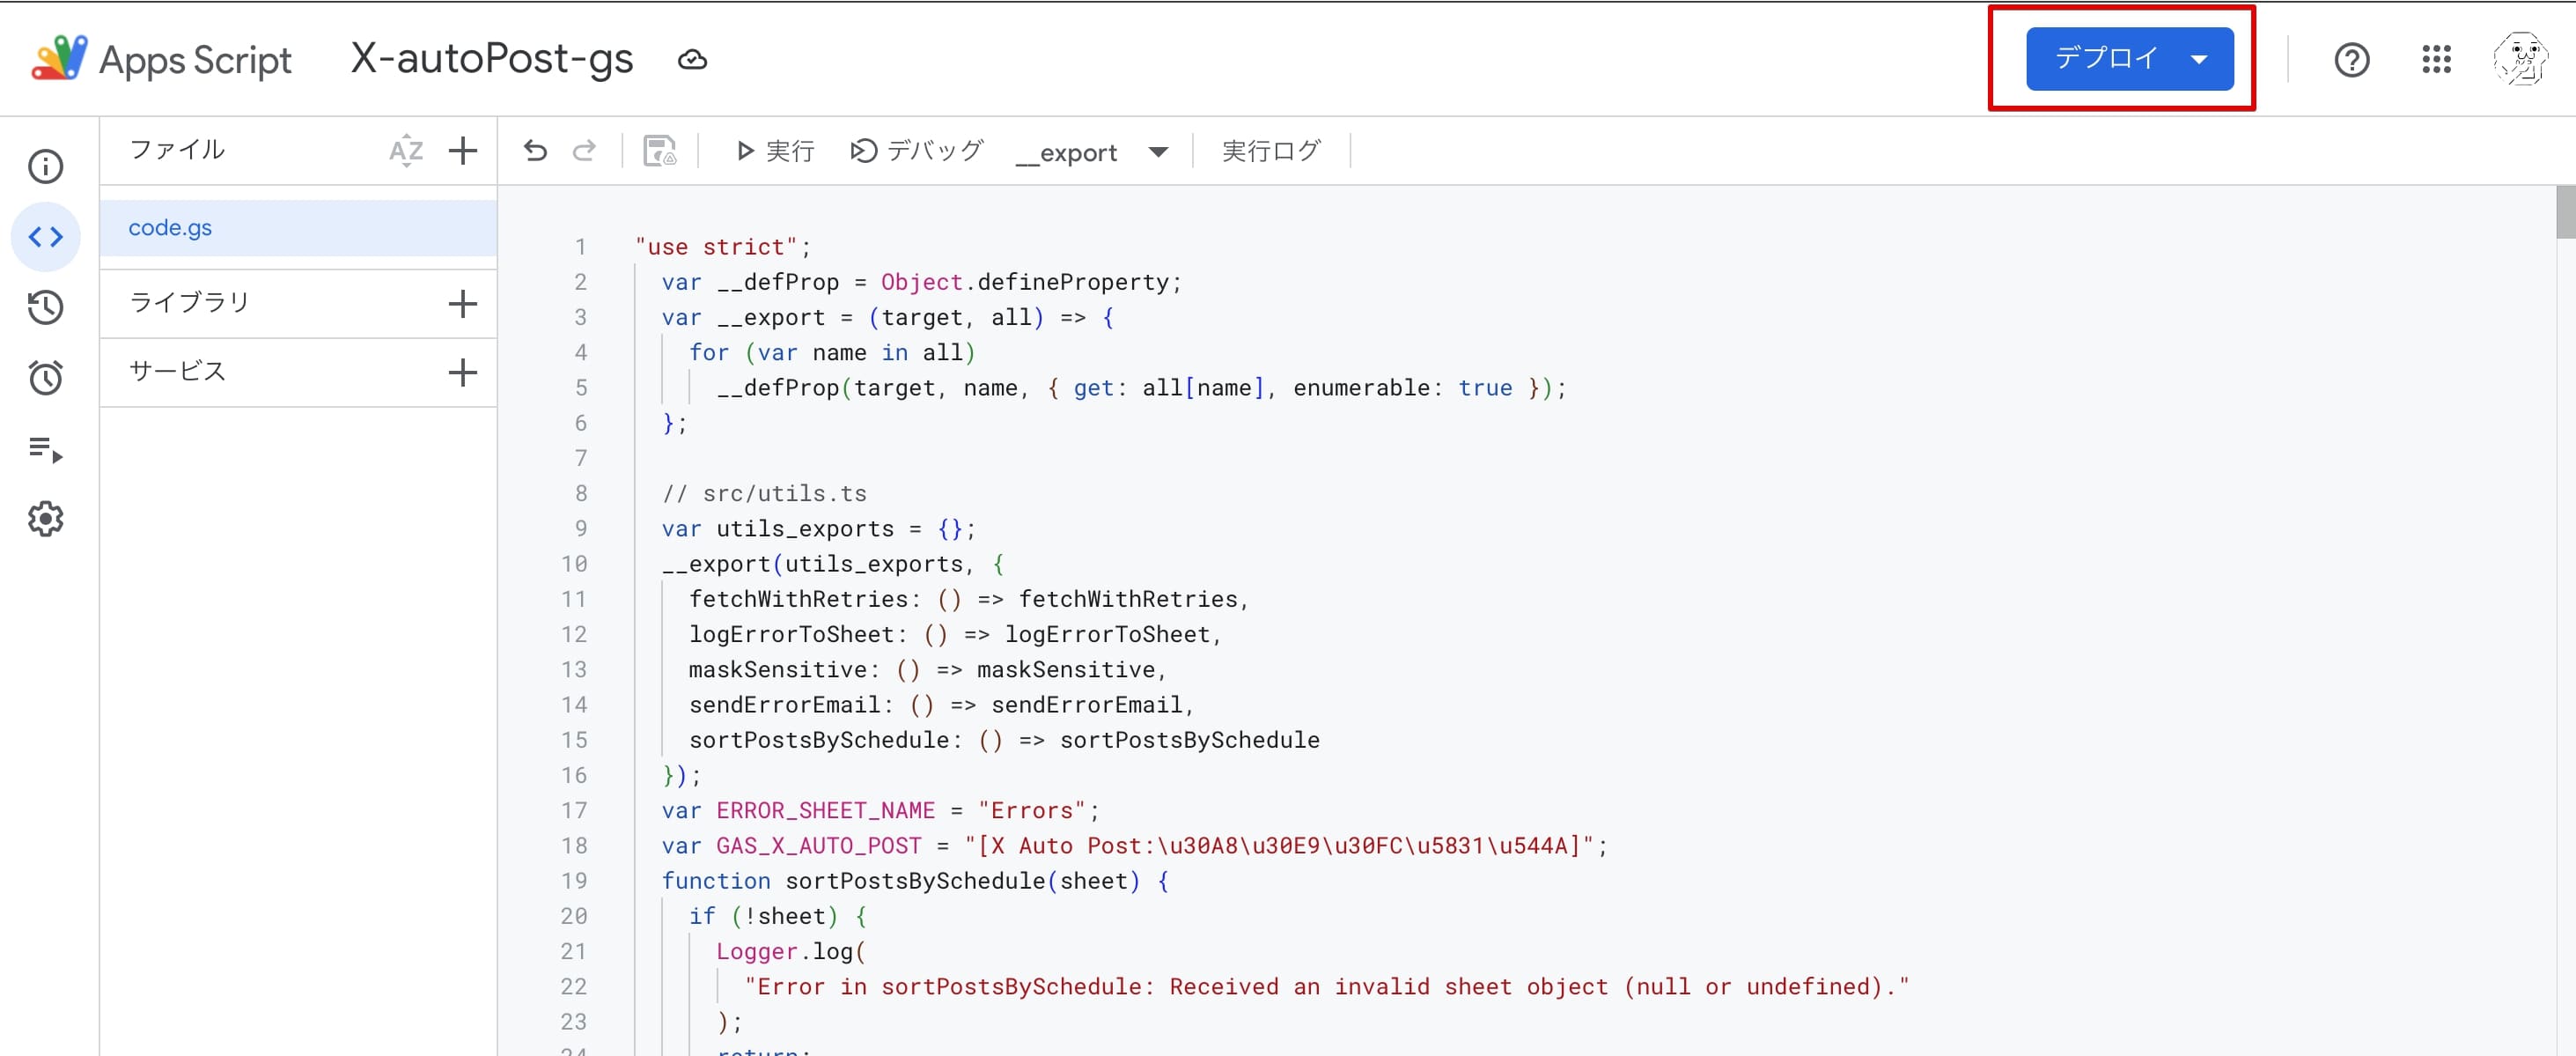 Apps Script X-autoPost-gs デプロイ
ファイル AZ 実行 デバッグ __export 実行ログ
code.gs
ライブラリ
サービス
1 "use strict";
2 var __defProp = Object.defineProperty;
3 var __export = (target, all) => {
4 for (var name in all)
5 __defProp(target, name, { get: all[name], enumerable: true });
6 };
7
8 // src/utils.ts
9 var utils_exports = {};
10 __export(utils_exports, {
11 fetchWithRetries: () => fetchWithRetries,
12 logErrorToSheet: () => logErrorToSheet,
13 maskSensitive: () => maskSensitive,
14 sendErrorEmail: () => sendErrorEmail,
15 sortPostsBySchedule: () => sortPostsBySchedule
16 });
17 var ERROR_SHEET_NAME = "Errors";
18 var GAS_X_AUTO_POST = "[X Auto Post:\u30A8\u30E9\u30FC\u5831\u544A]";
19 function sortPostsBySchedule(sheet) {
20 if (!sheet) {
21 Logger.log(
22 "Error in sortPostsBySchedule: Received an invalid sheet object (null or undefined)."
23 );
24 return;